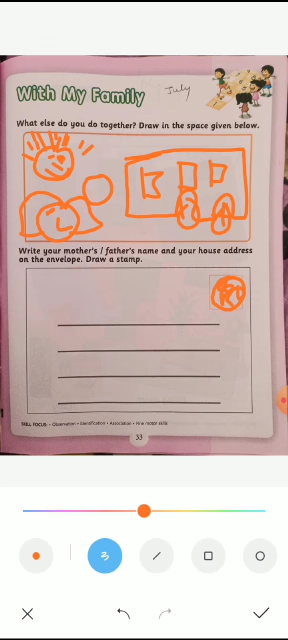 With My Family
July
What else do you do together? Draw in the space given below.
Write your mother's / father's name and your house address
on the envelope. Draw a stamp.
SKILL FOCUS: • Observation • Identification • Association • Fine motor skills
33